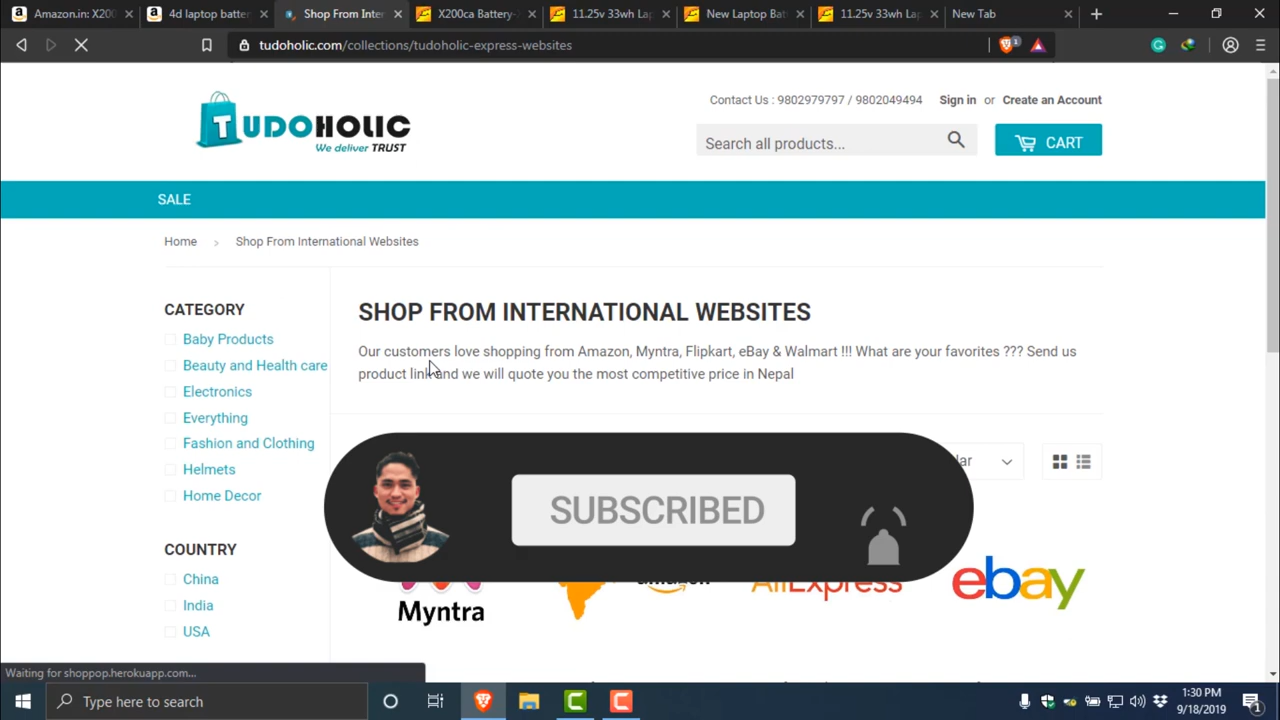 Amazon.in: X200
4d laptop batter
Shop From Inter
X200ca Battery-
11.25v 33wh Lap
New Laptop Batt
11.25v 33wh Lap
New Tab
tudoholic.com/collections/tudoholic-express-websites
1
TUDOHOLIC
We deliver TRUST
Contact Us : 9802979797 / 9802049494 Sign in or Create an Account
Search all products...
CART
SALE
Home > Shop From International Websites
CATEGORY
Baby Products
Beauty and Health care
Electronics
Everything
Fashion and Clothing
Helmets
Home Decor
COUNTRY
China
India
USA
SHOP FROM INTERNATIONAL WEBSITES
Our customers love shopping from Amazon, Myntra, Flipkart, eBay & Walmart !!! What are your favorites ??? Send us
product link and we will quote you the most competitive price in Nepal
lar
SUBSCRIBED
Myntra
amazon
AliExpress
ebay
Waiting for shoppop.herokuapp.com...
Type here to search
1:30 PM
9/18/2019
1